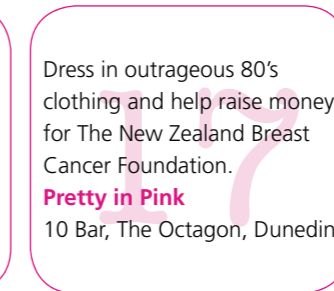 17
Dress in outrageous 80's
clothing and help raise money
for The New Zealand Breast
Cancer Foundation.
Pretty in Pink
10 Bar, The Octagon, Dunedin